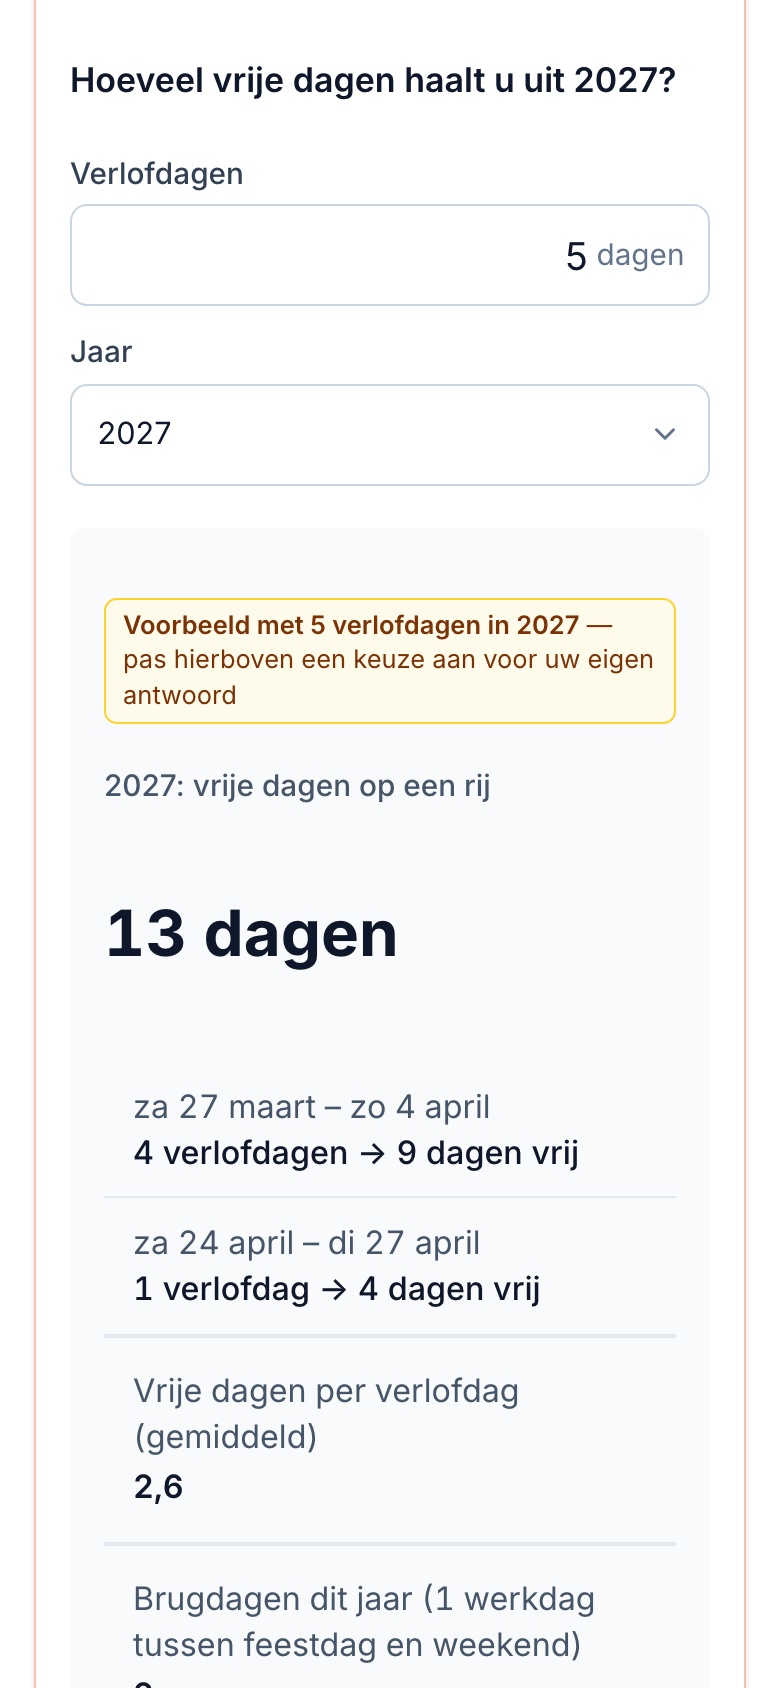 Hoeveel vrije dagen haalt u uit 2027?
Verlofdagen
5 dagen
Jaar
2027
Voorbeeld met 5 verlofdagen in 2027 —
pas hierboven een keuze aan voor uw eigen
antwoord
2027: vrije dagen op een rij
13 dagen
za 27 maart – zo 4 april
4 verlofdagen → 9 dagen vrij
za 24 april – di 27 april
1 verlofdag → 4 dagen vrij
Vrije dagen per verlofdag
(gemiddeld)
2,6
Brugdagen dit jaar (1 werkdag
tussen feestdag en weekend)